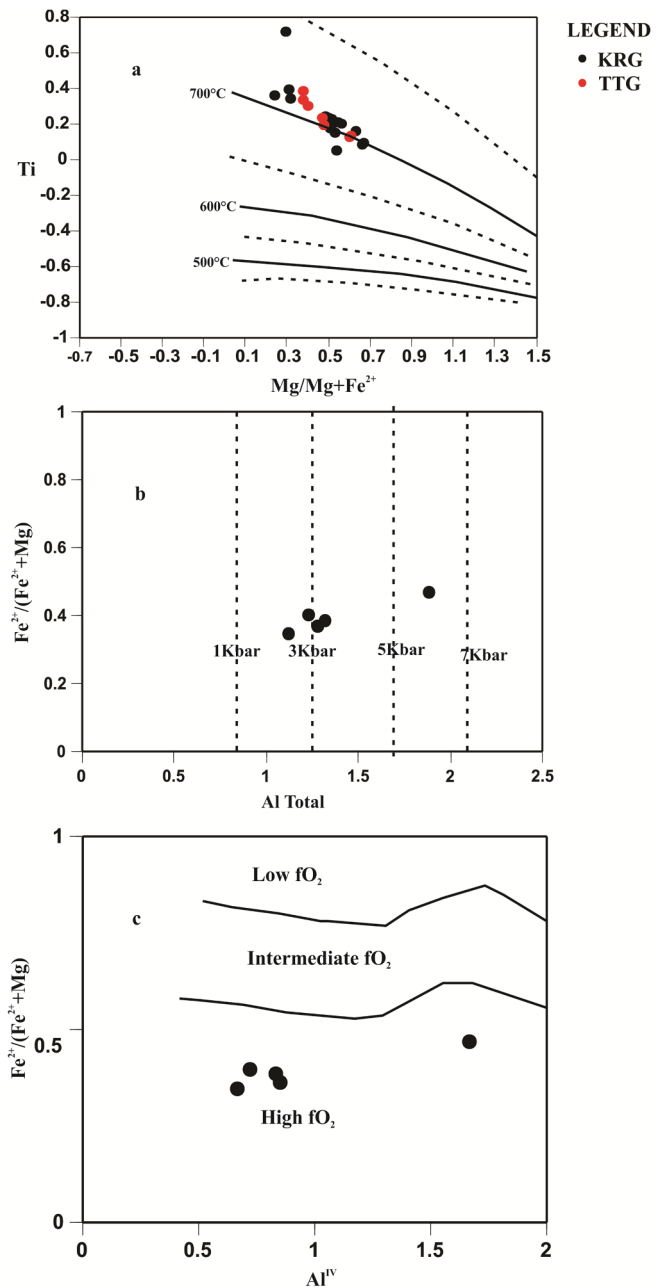 LEGEND
KRG
TTG
a
0.8
0.6
0.4
0.2
0
-0.2
-0.4
-0.6
-0.8
-1
Ti
700°C
600°C
500°C
-0.7 -0.5 -0.3 -0.1 0.1 0.3 0.5 0.7 0.9 1.1 1.3 1.5
Mg/Mg+Fe²⁺
b
1
0.8
0.6
0.4
0.2
0
Fe²⁺/(Fe²⁺+Mg)
1Kbar 3Kbar 5Kbar 7Kbar
0 0.5 1 1.5 2 2.5
Al Total
c
1
0.5
0
Fe²⁺/(Fe²⁺+Mg)
Low fO₂
Intermediate fO₂
High fO₂
0 0.5 1 1.5 2
Alᴵⱽ